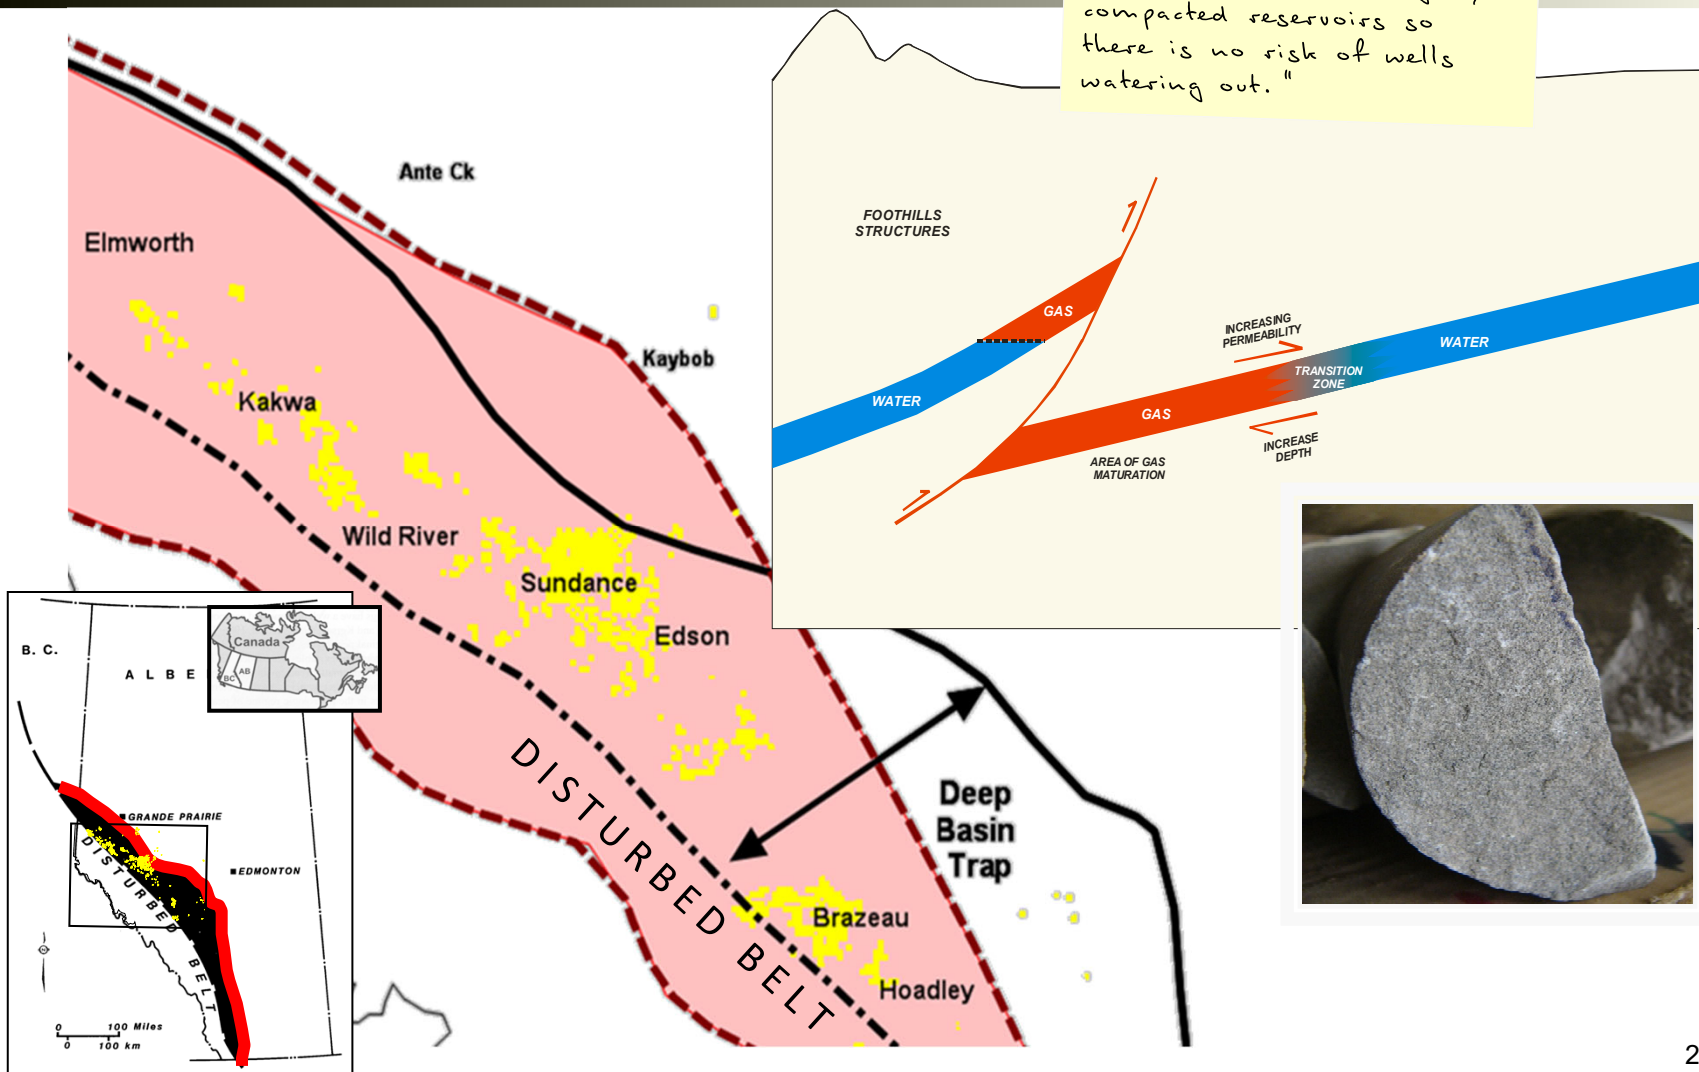 compacted reservoirs so
there is no risk of wells
watering out."
Ante Ck
Elmworth
Kaybob
Kakwa
Wild River
Sundance
Edson
DISTURBED BELT
Deep
Basin
Trap
Brazeau
Hoadley
FOOTHILLS
STRUCTURES
GAS
WATER
INCREASING
PERMEABILITY
TRANSITION
ZONE
WATER
GAS
INCREASE
DEPTH
AREA OF GAS
MATURATION
B. C.
A L B E
Canada
BC
AB
GRANDE PRAIRIE
EDMONTON
DISTURBED BELT
0 100 Miles
0 100 km
2